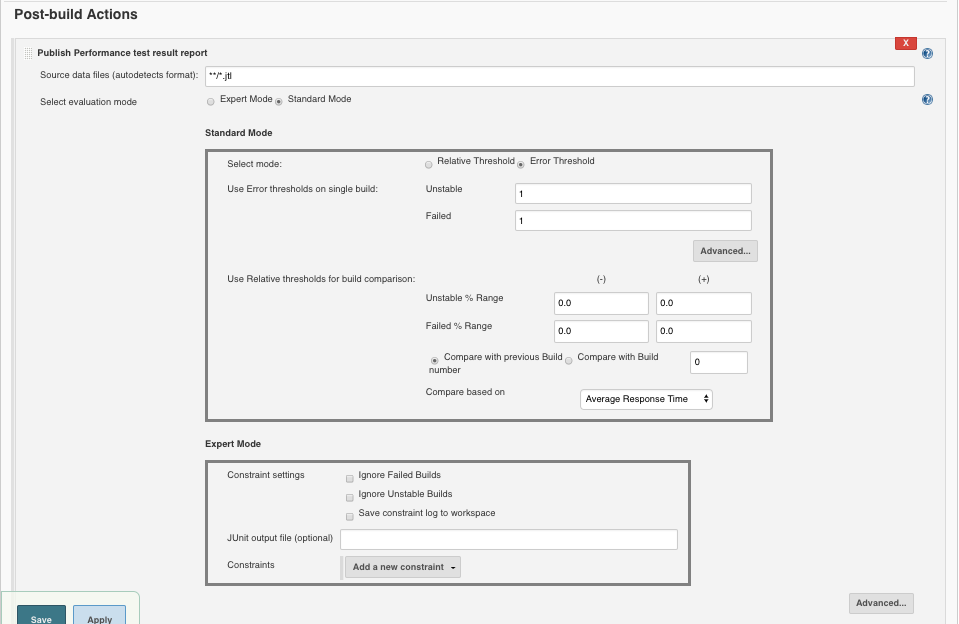 Post-build Actions
X
Publish Performance test result report
Source data files (autodetects format): **/*.jtl
Select evaluation mode Expert Mode Standard Mode
Standard Mode
Select mode: Relative Threshold Error Threshold
Use Error thresholds on single build: Unstable 1
Failed 1
Advanced...
Use Relative thresholds for build comparison: (-) (+)
Unstable % Range 0.0 0.0
Failed % Range 0.0 0.0
Compare with previous Build Compare with Build 0
number
Compare based on Average Response Time
Expert Mode
Constraint settings Ignore Failed Builds
Ignore Unstable Builds
Save constraint log to workspace
JUnit output file (optional)
Constraints Add a new constraint
Advanced...
Save Apply